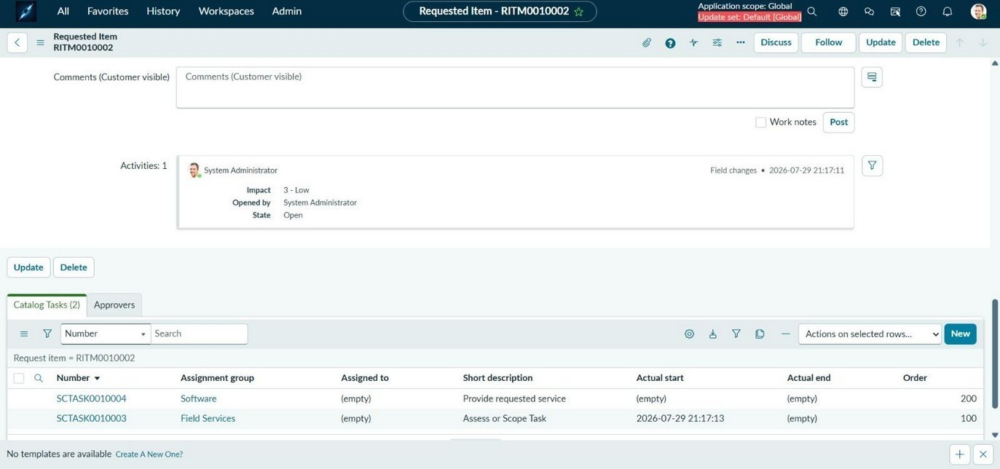 All Favorites History Workspaces Admin Requested Item - RITM0010002 Application scope: Global
Update set: Default [Global]
Requested Item
RITM0010002
Discuss Follow Update Delete
Comments (Customer visible) Comments (Customer visible)
Work notes Post
Activities: 1 System Administrator Field changes • 2026-07-29 21:17:11
Impact 3 - Low
Opened by System Administrator
State Open
Update Delete
Catalog Tasks (2) Approvers
Number Search Actions on selected rows... New
Request item = RITM0010002
Number Assignment group Assigned to Short description Actual start Actual end Order
SCTASK0010004 Software (empty) Provide requested service (empty) (empty) 200
SCTASK0010003 Field Services (empty) Assess or Scope Task 2026-07-29 21:17:13 (empty) 100
No templates are available Create A New One?